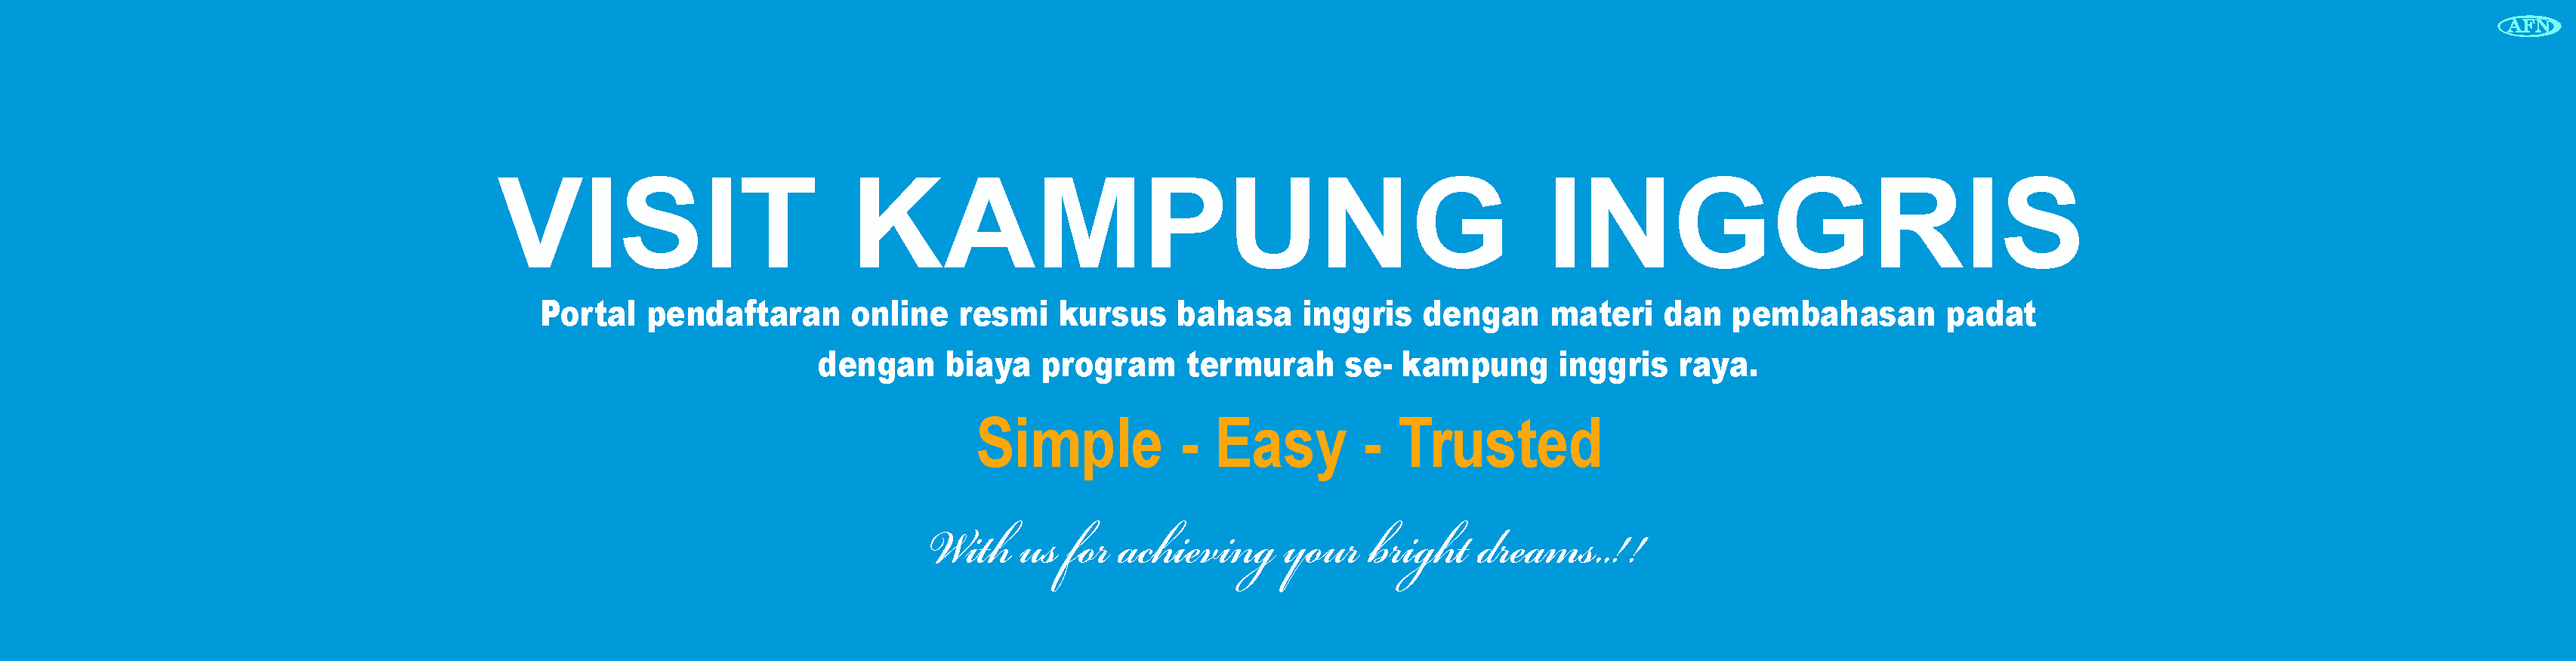 AFN
VISIT KAMPUNG INGGRIS
Portal pendaftaran online resmi kursus bahasa inggris dengan materi dan pembahasan padat
dengan biaya program termurah se- kampung inggris raya.
Simple - Easy - Trusted
With us for achieving your bright dreams..!!